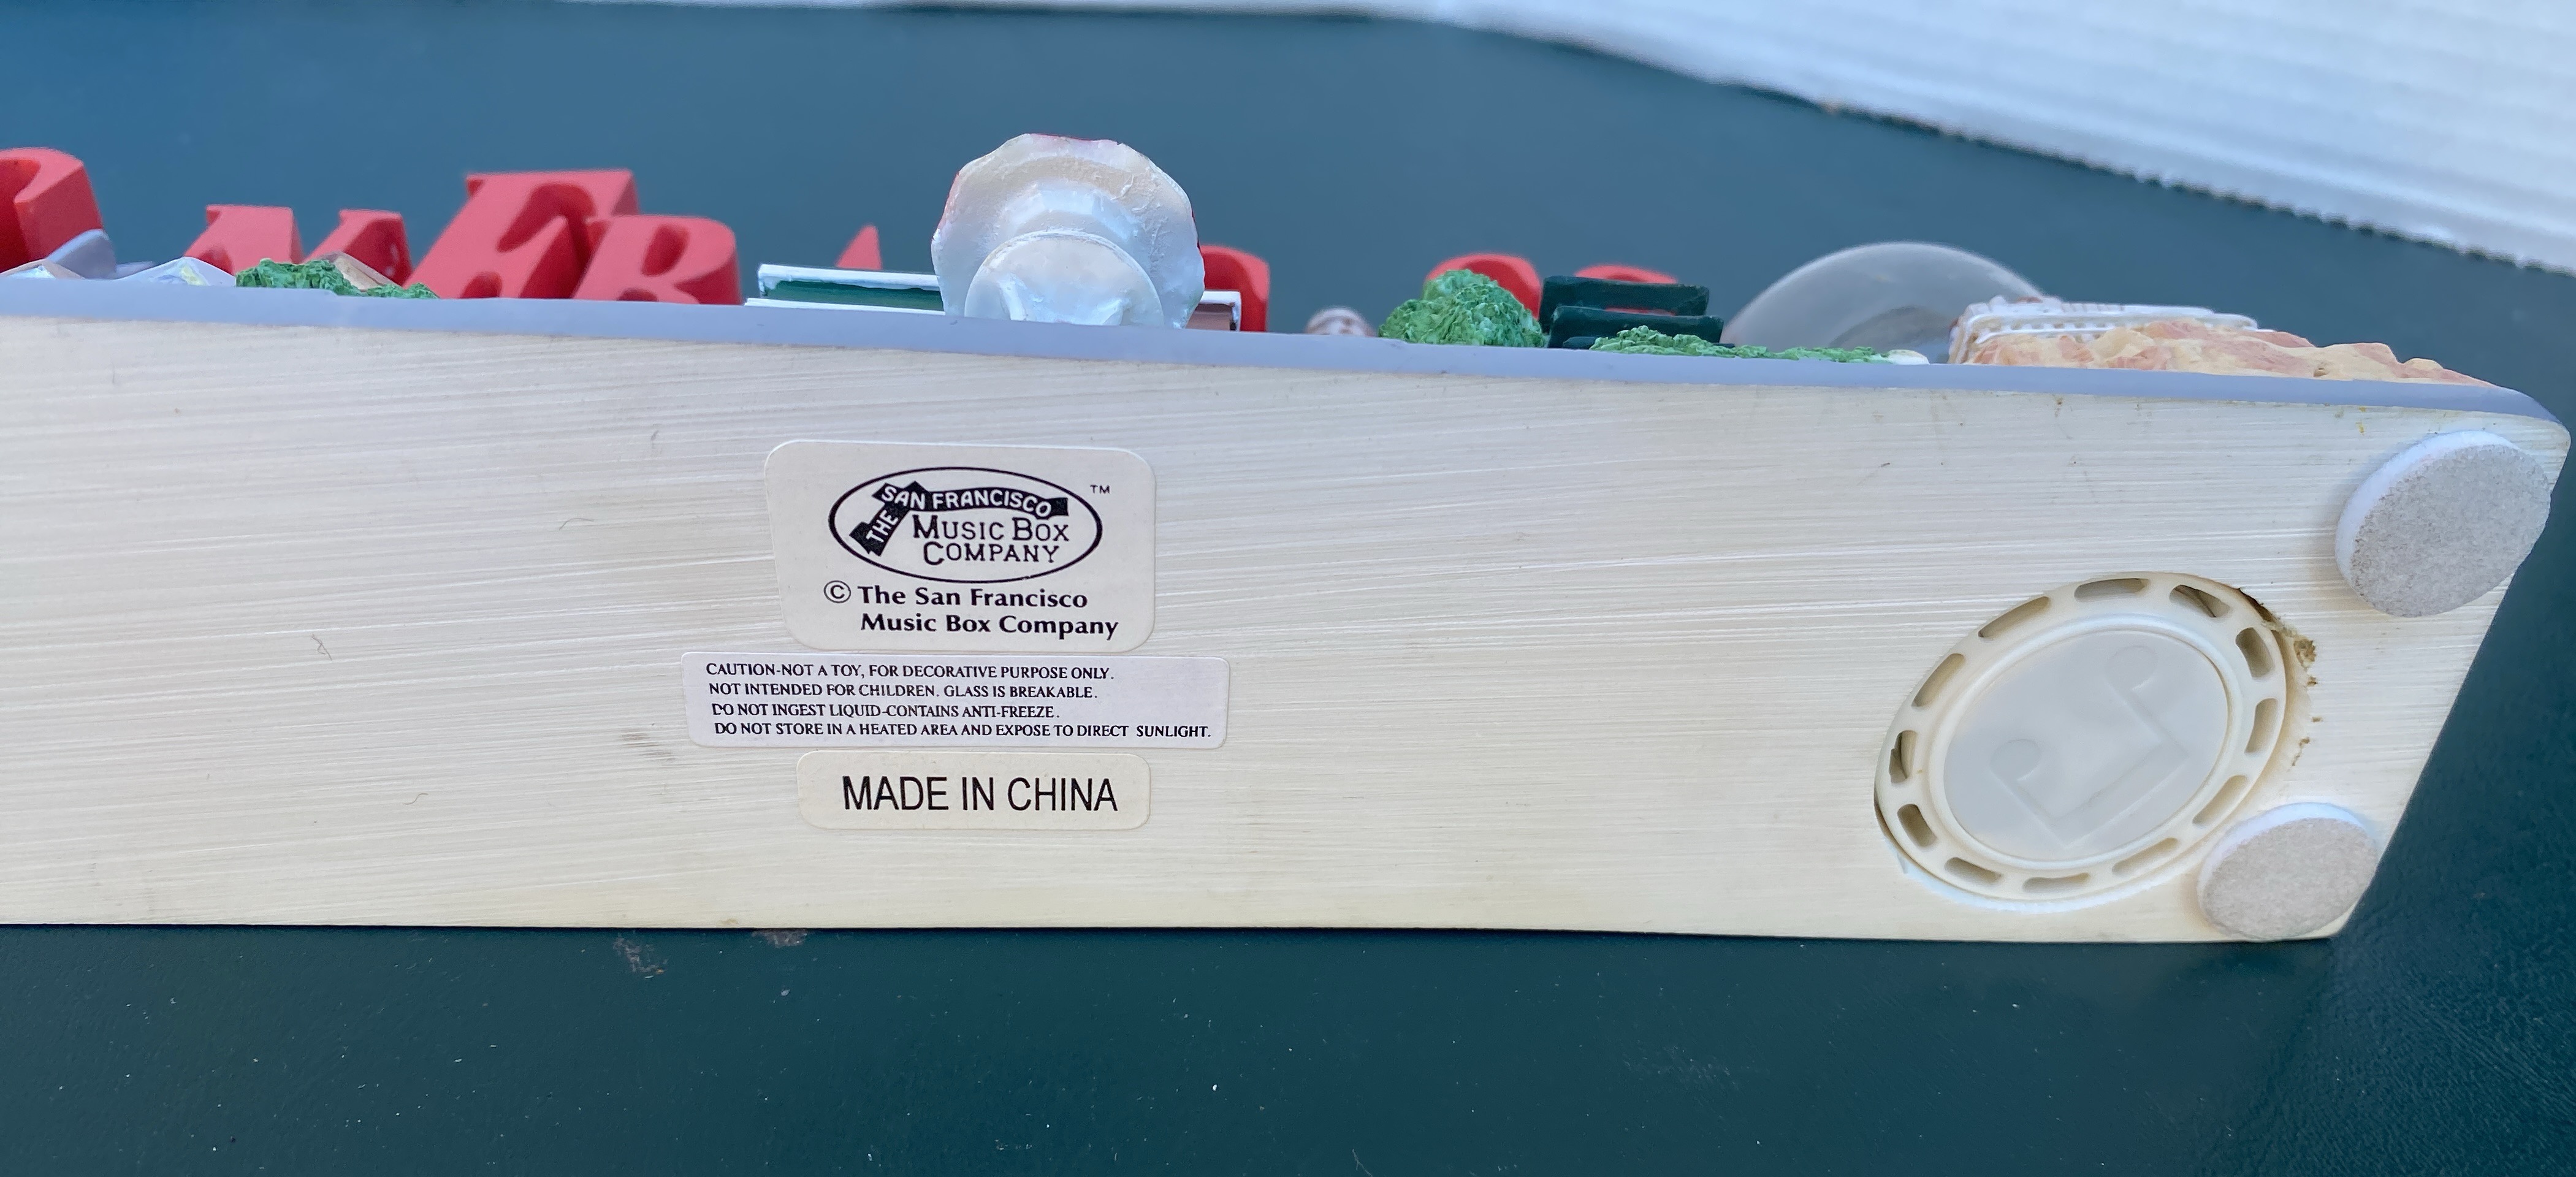 THE SAN FRANCISCO
MUSIC BOX
COMPANY
™
© The San Francisco
Music Box Company
CAUTION-NOT A TOY, FOR DECORATIVE PURPOSE ONLY.
NOT INTENDED FOR CHILDREN. GLASS IS BREAKABLE.
DO NOT INGEST LIQUID-CONTAINS ANTI-FREEZE.
DO NOT STORE IN A HEATED AREA AND EXPOSE TO DIRECT SUNLIGHT.
MADE IN CHINA